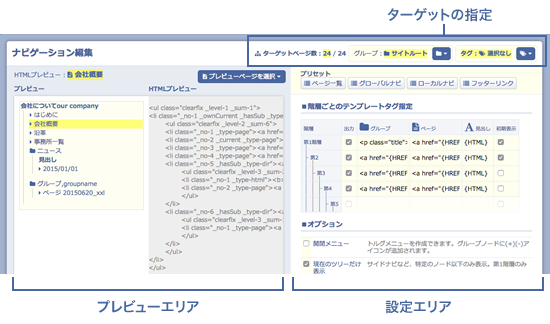 ターゲットの指定
ナビゲーション編集
ターゲットページ数：24 / 24 グループ： サイトルート タグ： 選択なし
HTMLプレビュー： 会社概要 プレビューページを選択
プレビュー HTMLプレビュー
会社についてour company
はじめに
会社概要
沿革
事務所一覧
ニュース
見出し
2015/01/01
グループ,groupname
ページ 20150620_xxl
<ul class="clearfix _level-1 _sum-1">
<li class="_no-1 _ownCurrent _hasSub _type
<ul class="clearfix _level-2 _sum-6">
<li class="_no-1 _type-page"><a href
<li class="_no-2 _current _type-page">
<li class="_no-3 _type-page"><a href
<li class="_no-4 _type-page"><a href
<li class="_no-5 _hasSub _type-dir"><a
<ul class="clearfix _level-3 _sum-
<li class="_no-1 _type-html"><b
<li class="_no-2 _type-page"><a
</ul>
</li>
<li class="_no-6 _hasSub _type-dir"><a
<ul class="clearfix _level-3 _sum-
<li class="_no-1 _type-page"><a
</ul>
</li>
</ul>
</li>
</ul>
プリセット
ページ一覧 グローバルナビ ローカルナビ フッターリンク
■階層ごとのテンプレートタグ指定
階層 出力 グループ ページ 見出し 初期表示
第1階層 <p class="title": <a href="{HREF {HTML}
第2 <a href="{HREF <a href="{HREF {HTML}
第3 <a href="{HREF <a href="{HREF {HTML}
第4 <a href="{HREF <a href="{HREF {HTML}
第5
■オプション
開閉メニュー トルグメニューを作成できます。グループノードに(+)(-)アイコンが追加されます。
現在のツリーだけ表示 サイドナビなど、特定のノード以下のみ表示。第1階層のみ表示
プレビューエリア 設定エリア